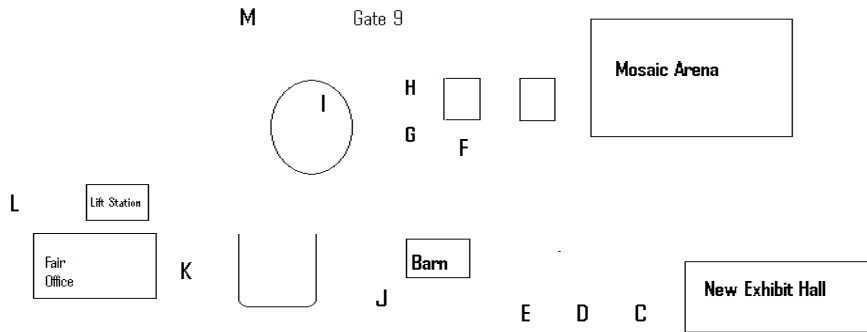 M
Gate 9
Mosaic Arena
H
I
G
F
L
Lift Station
Fair
Office
K
Barn
J
New Exhibit Hall
E
D
C